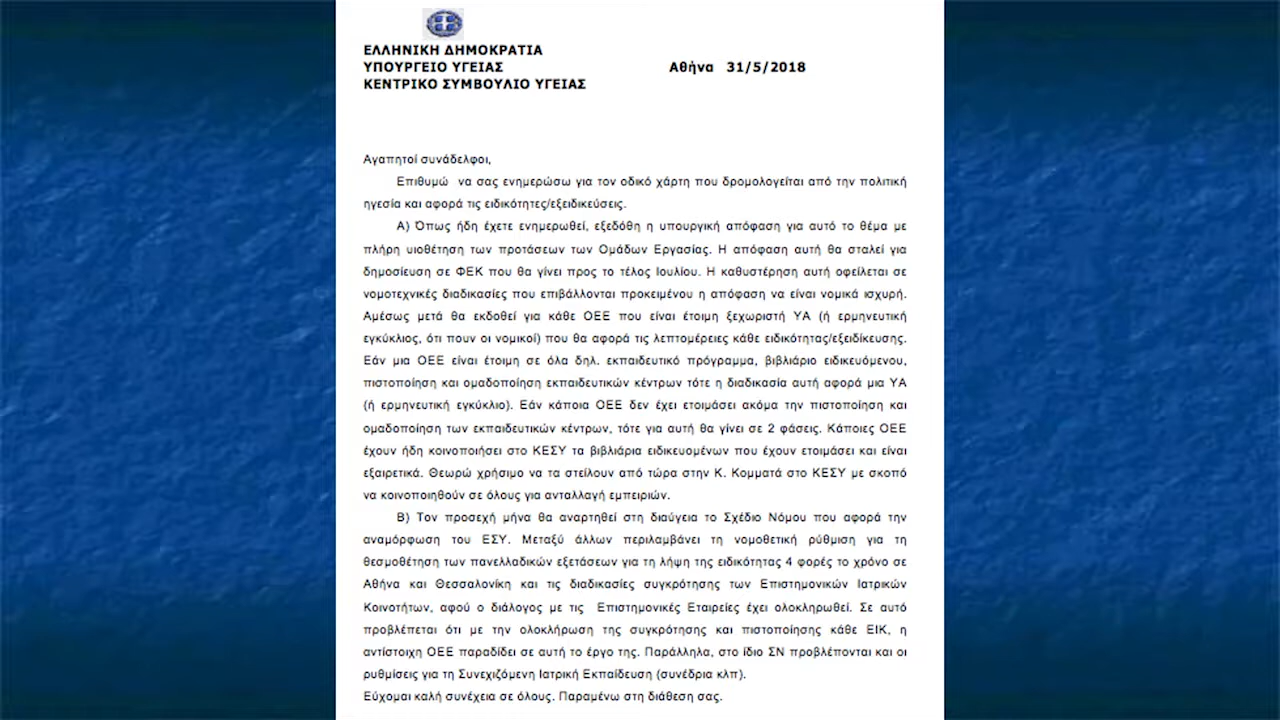 ΕΛΛΗΝΙΚΗ ΔΗΜΟΚΡΑΤΙΑ
ΥΠΟΥΡΓΕΙΟ ΥΓΕΙΑΣ
Αθήνα 31/5/2018
ΚΕΝΤΡΙΚΟ ΣΥΜΒΟΥΛΙΟ ΥΓΕΙΑΣ
Αγαπητοί συνάδελφοι,
Επιθυμώ να σας ενημερώσω για τον οδικό χάρτη που δρομολογείται από την πολιτική
ηγεσία και αφορά τις ειδικότητες/εξειδικεύσεις.
Α) Όπως ήδη έχετε ενημερωθεί, εξεδόθη η υπουργική απόφαση για αυτό το θέμα με
πλήρη υιοθέτηση των προτάσεων των Ομάδων Εργασίας. Η απόφαση αυτή θα σταλεί για
δημοσίευση σε ΦΕΚ που θα γίνει προς το τέλος Ιουλίου. Η καθυστέρηση αυτή οφείλεται σε
νομοτεχνικές διαδικασίες που επιβάλλονται προκειμένου η απόφαση να είναι νομικά ισχυρή.
Αμέσως μετά θα εκδοθεί για κάθε ΟΕΕ που είναι έτοιμη ξεχωριστή ΥΑ (ή ερμηνευτική
εγκύκλιος, ότι πουν οι νομικοί) που θα αφορά τις λεπτομέρειες κάθε ειδικότητας/εξειδίκευσης.
Εάν μια ΟΕΕ είναι έτοιμη σε όλα δηλ. εκπαιδευτικό πρόγραμμα, βιβλιάριο ειδικευόμενου,
πιστοποίηση και ομαδοποίηση εκπαιδευτικών κέντρων τότε η διαδικασία αυτή αφορά μια ΥΑ
(ή ερμηνευτική εγκύκλιο). Εάν κάποια ΟΕΕ δεν έχει ετοιμάσει ακόμα την πιστοποίηση και
ομαδοποίηση των εκπαιδευτικών κέντρων, τότε για αυτή θα γίνει σε 2 φάσεις. Κάποιες ΟΕΕ
έχουν ήδη κοινοποιήσει στο ΚΕΣΥ τα βιβλιάρια ειδικευομένων που έχουν ετοιμάσει και είναι
εξαιρετικά. Θεωρώ χρήσιμο να τα στείλουν από τώρα στην Κ. Κομματά στο ΚΕΣΥ με σκοπό
να κοινοποιηθούν σε όλους για ανταλλαγή εμπειριών.
Β) Τον προσεχή μήνα θα αναρτηθεί στη διαύγεια το Σχέδιο Νόμου που αφορά την
αναμόρφωση του ΕΣΥ. Μεταξύ άλλων περιλαμβάνει τη νομοθετική ρύθμιση για τη
θεσμοθέτηση των πανελλαδικών εξετάσεων για τη λήψη της ειδικότητας 4 φορές το χρόνο σε
Αθήνα και Θεσσαλονίκη και τις διαδικασίες συγκρότησης των Επιστημονικών Ιατρικών
Κοινοτήτων, αφού ο διάλογος με τις Επιστημονικές Εταιρείες έχει ολοκληρωθεί. Σε αυτό
προβλέπεται ότι με την ολοκλήρωση της συγκρότησης και πιστοποίησης κάθε ΕΙΚ, η
αντίστοιχη ΟΕΕ παραδίδει σε αυτή το έργο της. Παράλληλα, στο ίδιο ΣΝ προβλέπονται και οι
ρυθμίσεις για τη Συνεχιζόμενη Ιατρική Εκπαίδευση (συνέδρια κλπ).
Εύχομαι καλή συνέχεια σε όλους. Παραμένω στη διάθεση σας.